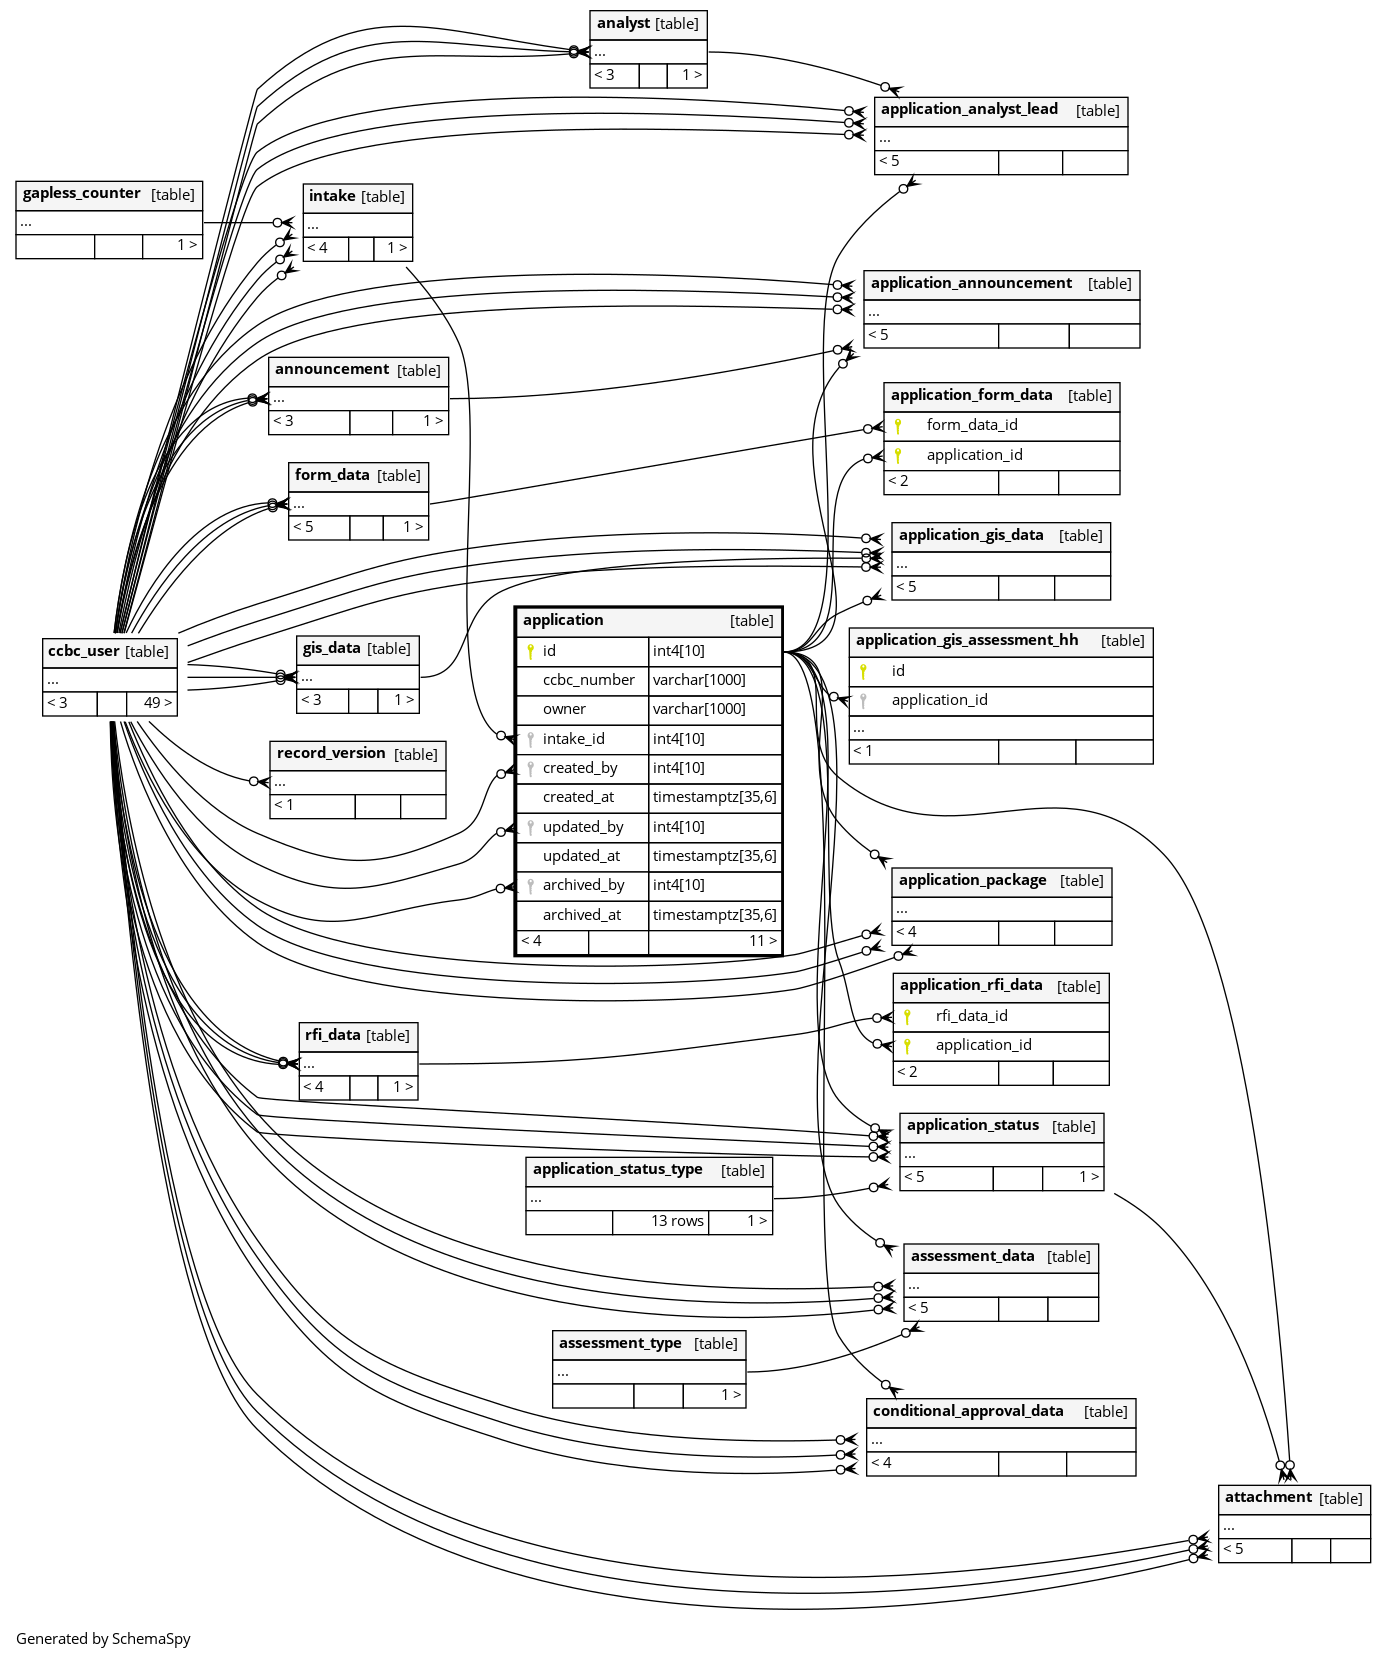 analyst [table]
...
< 3 1 >
application_analyst_lead [table]
...
< 5
gapless_counter [table]
...
1 >
intake [table]
...
< 4 1 >
application_announcement [table]
...
< 5
announcement [table]
...
< 3 1 >
application_form_data [table]
form_data_id
application_id
< 2
form_data [table]
...
< 5 1 >
application_gis_data [table]
...
< 5
ccbc_user [table]
...
< 3 49 >
gis_data [table]
...
< 3 1 >
application [table]
id int4[10]
ccbc_number varchar[1000]
owner varchar[1000]
intake_id int4[10]
created_by int4[10]
created_at timestamptz[35,6]
updated_by int4[10]
updated_at timestamptz[35,6]
archived_by int4[10]
archived_at timestamptz[35,6]
< 4 11 >
application_gis_assessment_hh [table]
id
application_id
...
< 1
record_version [table]
...
< 1
application_package [table]
...
< 4
application_rfi_data [table]
rfi_data_id
application_id
< 2
rfi_data [table]
...
< 4 1 >
application_status [table]
...
< 5 1 >
application_status_type [table]
...
13 rows 1 >
assessment_data [table]
...
< 5
assessment_type [table]
...
1 >
conditional_approval_data [table]
...
< 4
attachment [table]
...
< 5
Generated by SchemaSpy